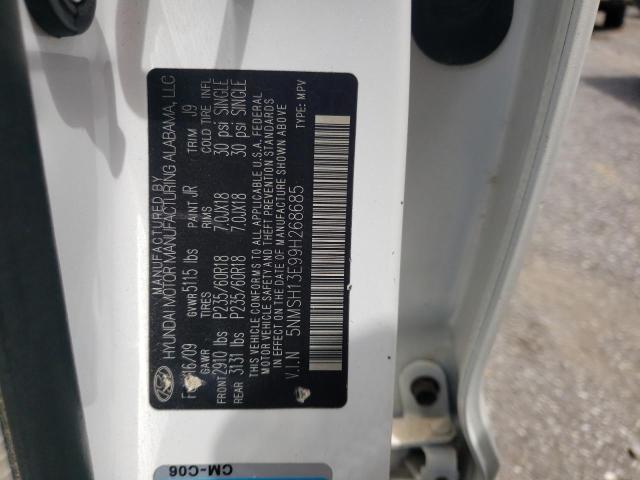 MANUFACTURED BY
HYUNDAI MOTOR MANUFACTURING ALABAMA, LLC
16/09 GVWR 5115 lbs PAINT JR TRIM J9
GAWR TIRES RIMS COLD TIRE INFL
FRONT 2910 lbs P235/60R18 7.0JX18 30 psi SINGLE
REAR 3131 lbs P235/60R18 7.0JX18 30 psi SINGLE
THIS VEHICLE CONFORMS TO ALL APPLICABLE U.S.A. FEDERAL
MOTOR VEHICLE SAFETY AND THEFT PREVENTION STANDARDS
IN EFFECT ON THE DATE OF MANUFACTURE SHOWN ABOVE
V.I.N 5NMSH13E99H268685 TYPE: MPV
CM-C06